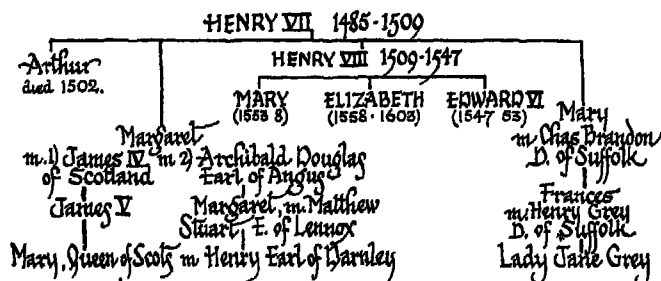 HENRY VII 1485-1509
Arthur
died 1502.
HENRY VIII 1509-1547
MARY
(1553 8)
ELIZABETH
(1558-1603)
EDWARD VI
(1547 53)
Margaret
m.1) James IV m 2) Archibald Douglas
of Scotland
Earl of Angus
James V
Margaret, m. Matthew
Stuart, E. of Lennox
Mary, Queen of Scots m Henry Earl of Darnley
Mary
m Chas Brandon
D. of Suffolk
Frances
m. Henry Grey
D. of Suffolk
Lady Jane Grey